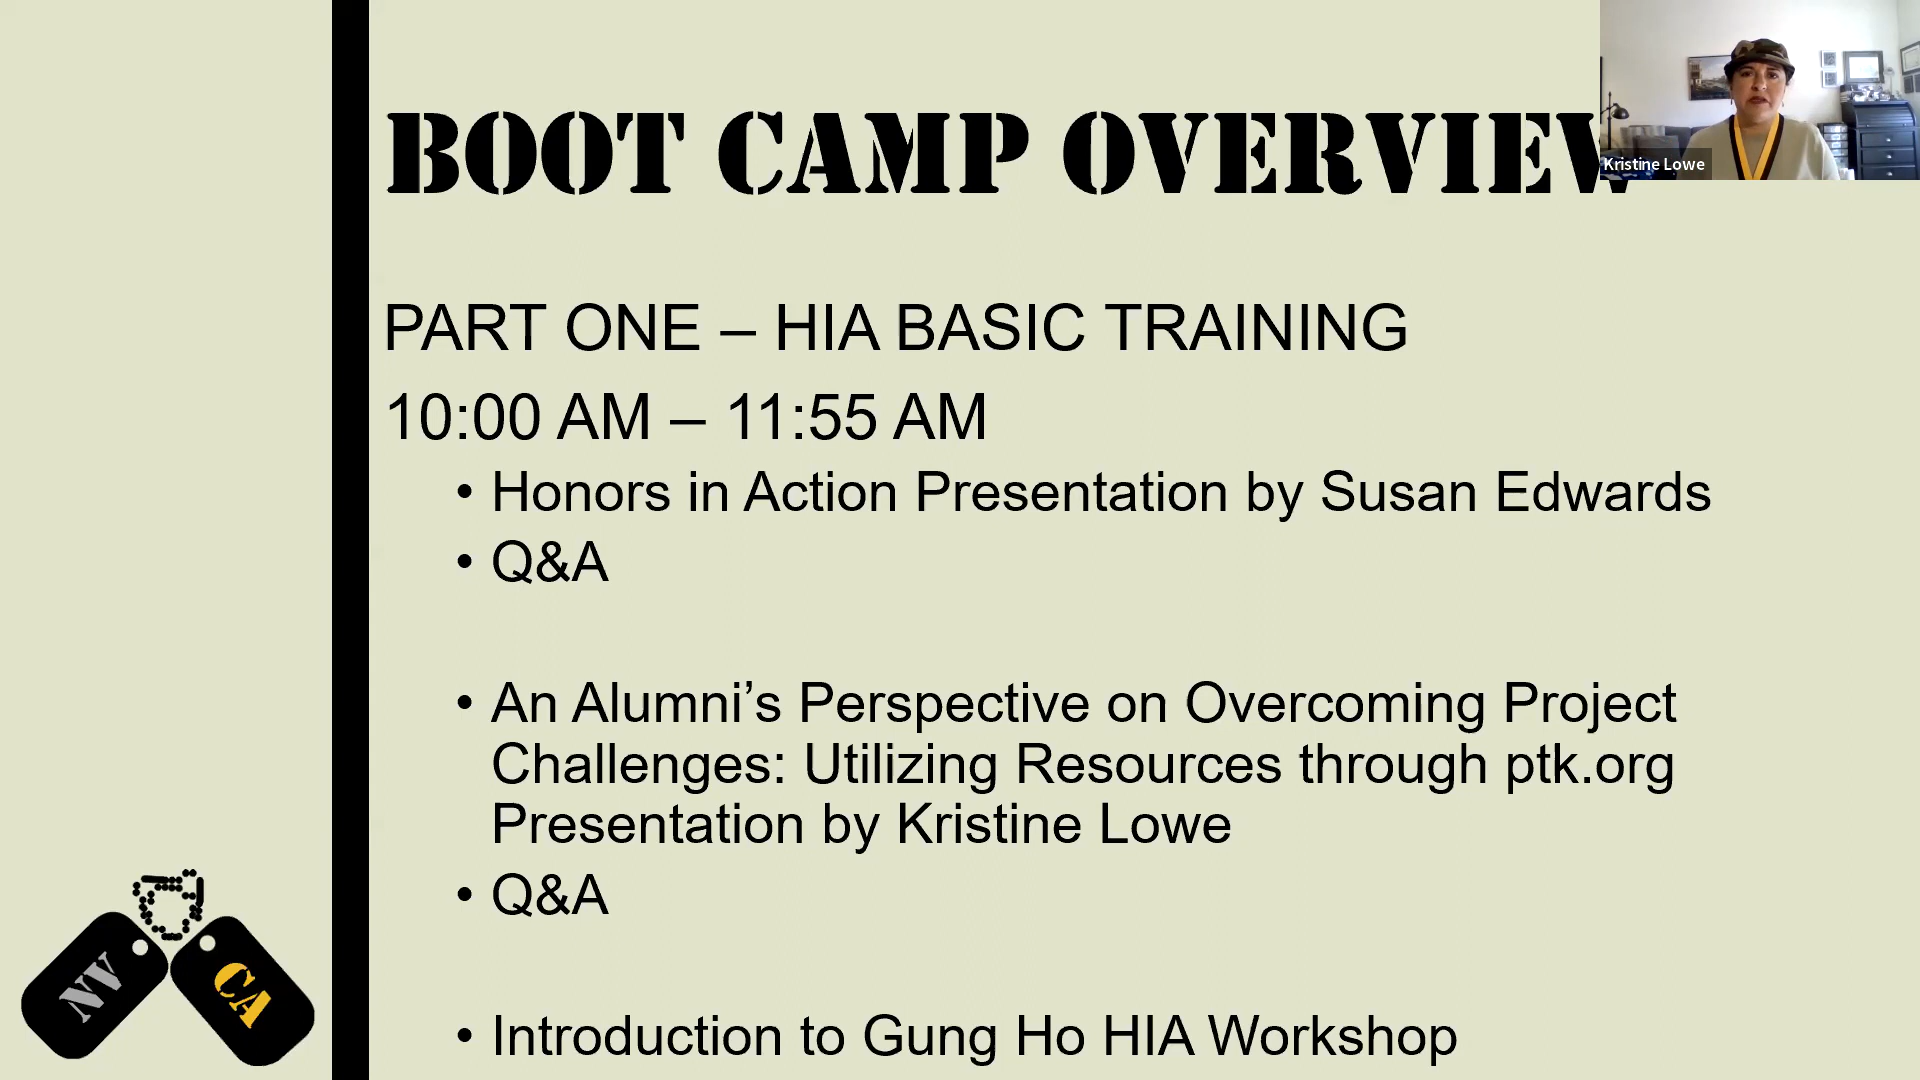 BOOT CAMP OVERVIEW
Kristine Lowe
PART ONE – HIA BASIC TRAINING
10:00 AM – 11:55 AM
• Honors in Action Presentation by Susan Edwards
• Q&A
• An Alumni’s Perspective on Overcoming Project
Challenges: Utilizing Resources through ptk.org
Presentation by Kristine Lowe
• Q&A
• Introduction to Gung Ho HIA Workshop
NV
CA